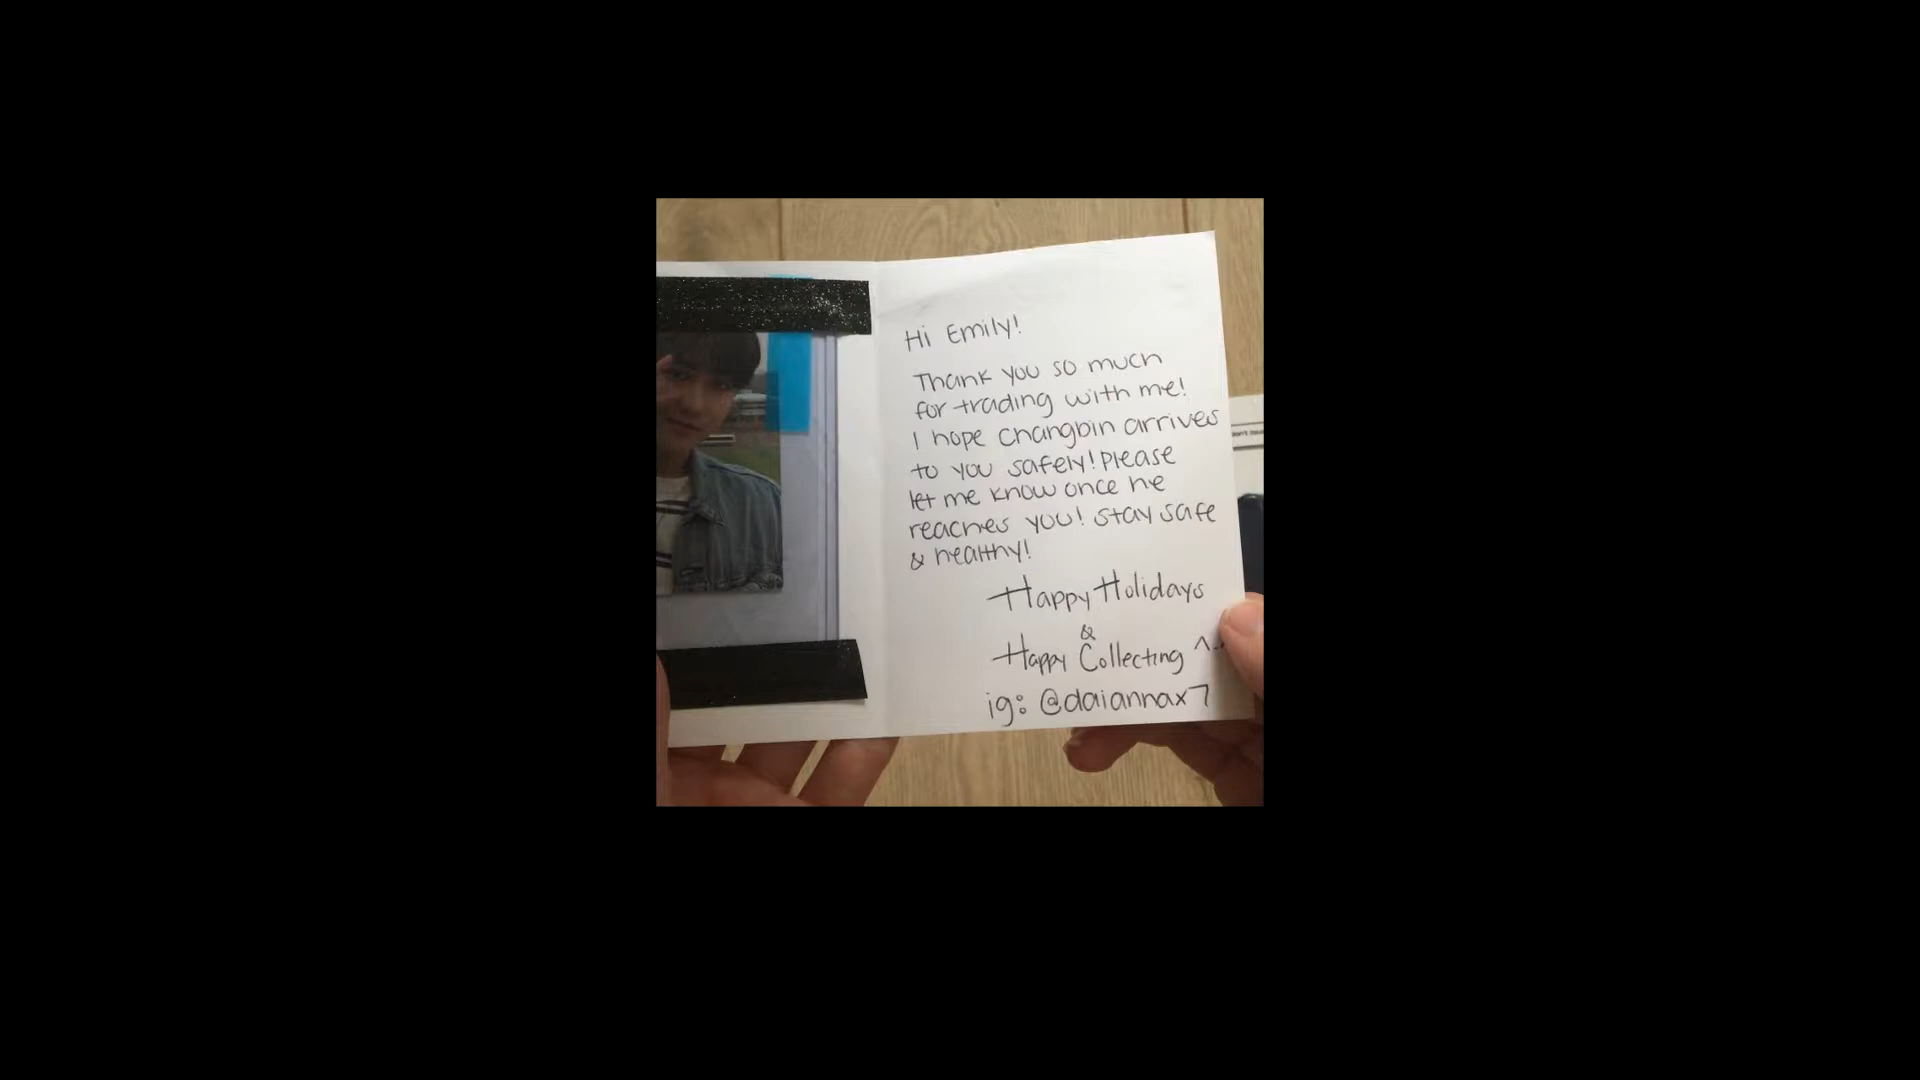 Hi Emily!
Thank you so much
for trading with me!
I hope changbin arrives
to you safely! Please
let me know once he
reaches you! stay safe
& healthy!
Happy Holidays
&
Happy Collecting ^-^
ig: @daiannax7